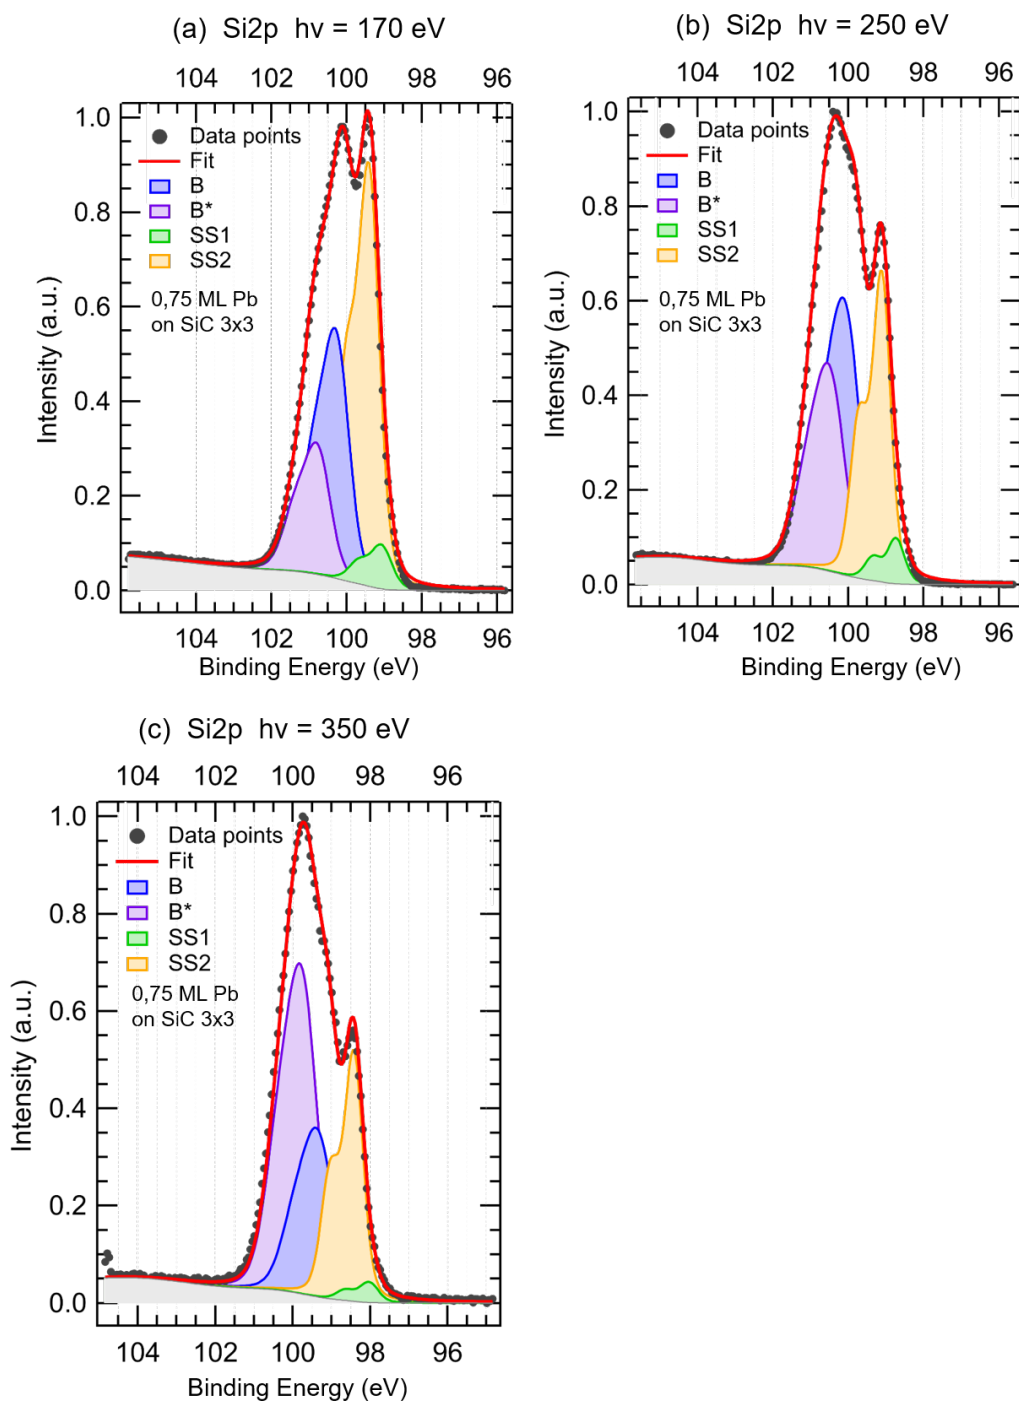 (a) Si2p hv = 170 eV
104 102 100 98 96
1.0
0.8
0.6
0.4
0.2
0.0
Data points
Fit
B
B*
SS1
SS2
0,75 ML Pb
on SiC 3x3
Intensity (a.u.)
104 102 100 98 96
Binding Energy (eV)
(b) Si2p hv = 250 eV
104 102 100 98 96
1.0
0.8
0.6
0.4
0.2
0.0
Data points
Fit
B
B*
SS1
SS2
0,75 ML Pb
on SiC 3x3
Intensity (a.u.)
104 102 100 98 96
Binding Energy (eV)
(c) Si2p hv = 350 eV
104 102 100 98 96
1.0
0.8
0.6
0.4
0.2
0.0
Data points
Fit
B
B*
SS1
SS2
0,75 ML Pb
on SiC 3x3
Intensity (a.u.)
104 102 100 98 96
Binding Energy (eV)